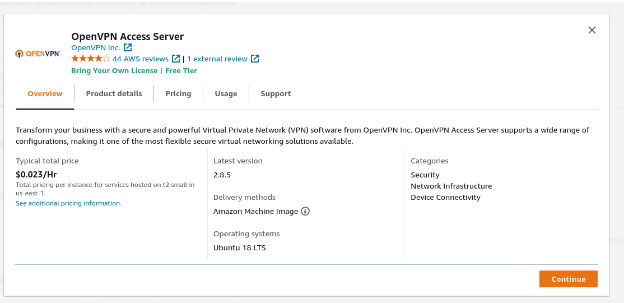 OpenVPN Access Server
OPENVPN
OpenVPN Inc.
44 AWS reviews | 1 external review
Bring Your Own License | Free Tier
Overview
Product details
Pricing
Usage
Support
Transform your business with a secure and powerful Virtual Private Network (VPN) software from OpenVPN Inc. OpenVPN Access Server supports a wide range of
configurations, making it one of the most flexible secure virtual networking solutions available.
Typical total price
$0.023/Hr
Total pricing per instance for services hosted on t2.small in
us-east-1.
See additional pricing information.
Latest version
2.8.5
Delivery methods
Amazon Machine Image
Operating systems
Ubuntu 18 LTS
Categories
Security
Network Infrastructure
Device Connectivity
Continue